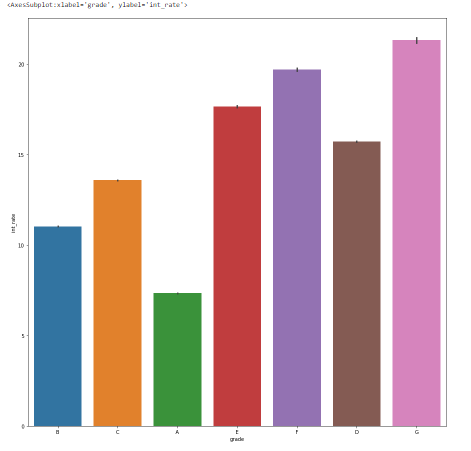 <AxesSubplot:xlabel='grade', ylabel='int_rate'>
20
15
10
5
0
int_rate
B C A E F D G
grade